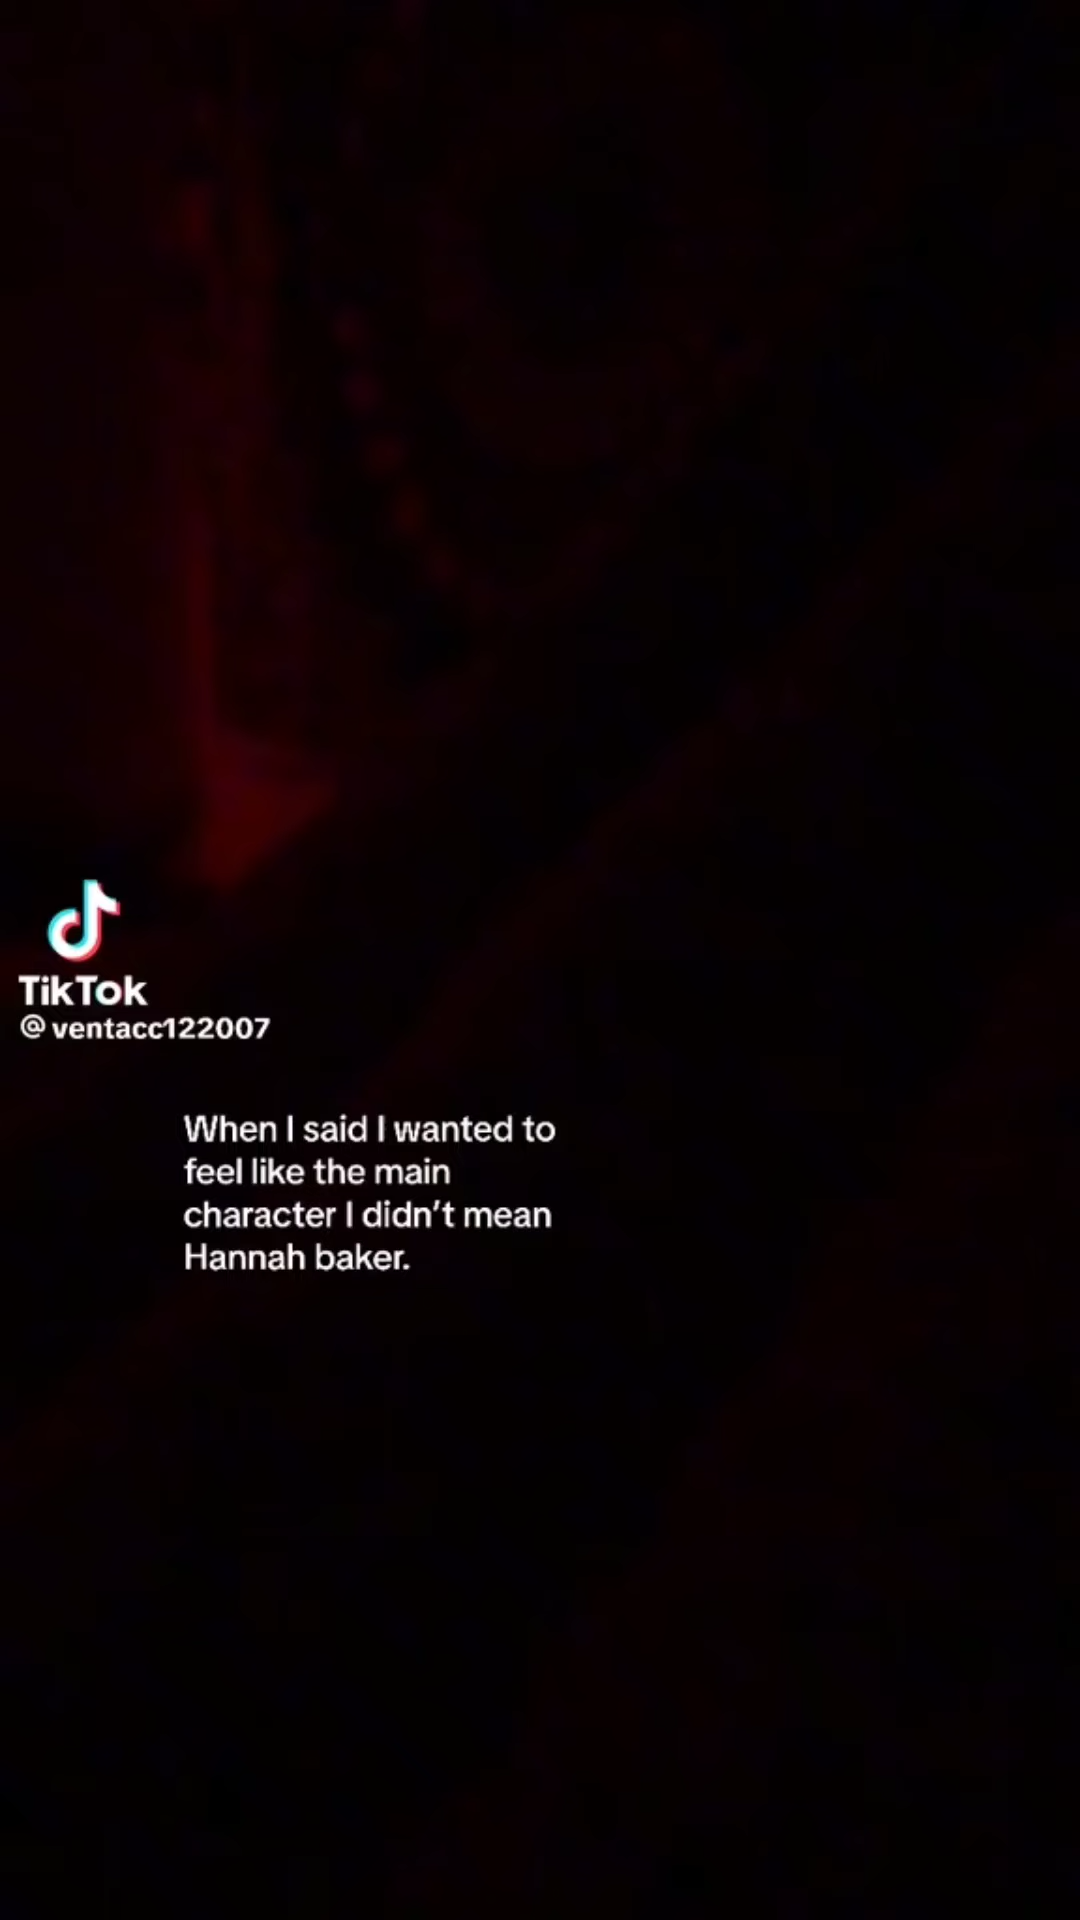 TikTok
@ventacc122007
When I said I wanted to
feel like the main
character I didn't mean
Hannah baker.